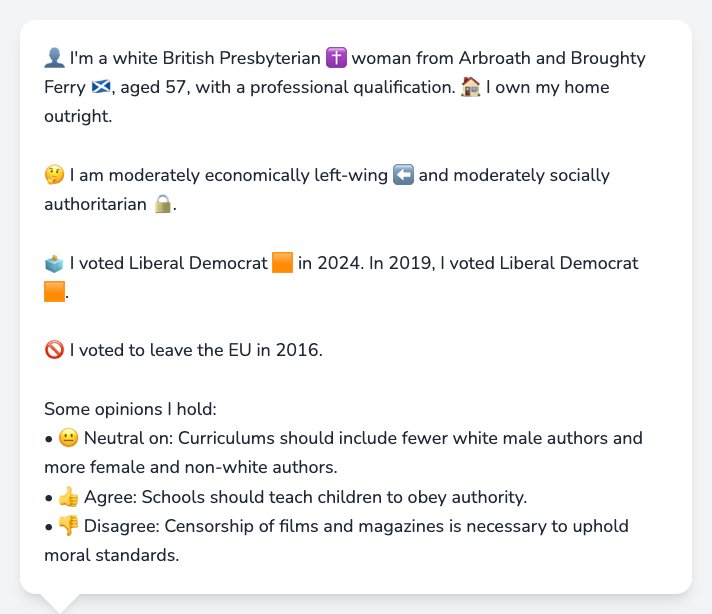 👤 I'm a white British Presbyterian ✝️ woman from Arbroath and Broughty
Ferry 🏴󠁧󠁢󠁳󠁣󠁴󠁿, aged 57, with a professional qualification. 🏠 I own my home
outright.
🤔 I am moderately economically left-wing ⬅️ and moderately socially
authoritarian 🔒.
🗳️ I voted Liberal Democrat 🟧 in 2024. In 2019, I voted Liberal Democrat
🟧.
🚫 I voted to leave the EU in 2016.
Some opinions I hold:
• 😐 Neutral on: Curriculums should include fewer white male authors and
more female and non-white authors.
• 👍 Agree: Schools should teach children to obey authority.
• 👎 Disagree: Censorship of films and magazines is necessary to uphold
moral standards.